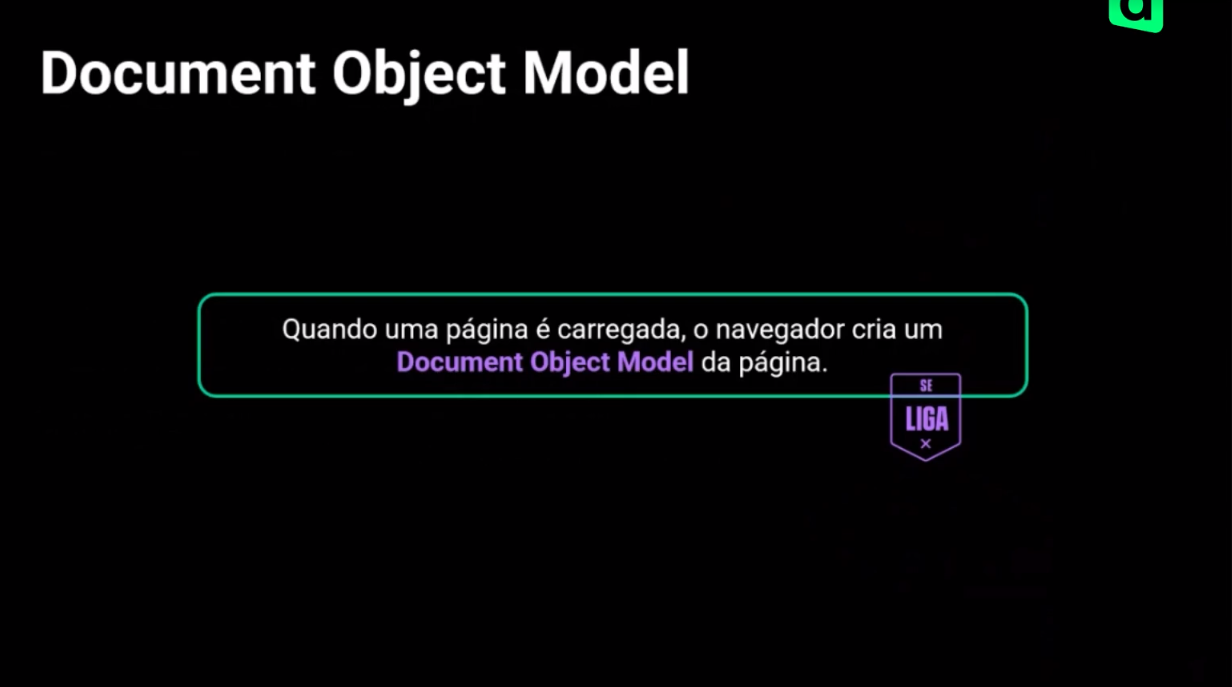 Document Object Model
Quando uma página é carregada, o navegador cria um
Document Object Model da página.
SE
LIGA